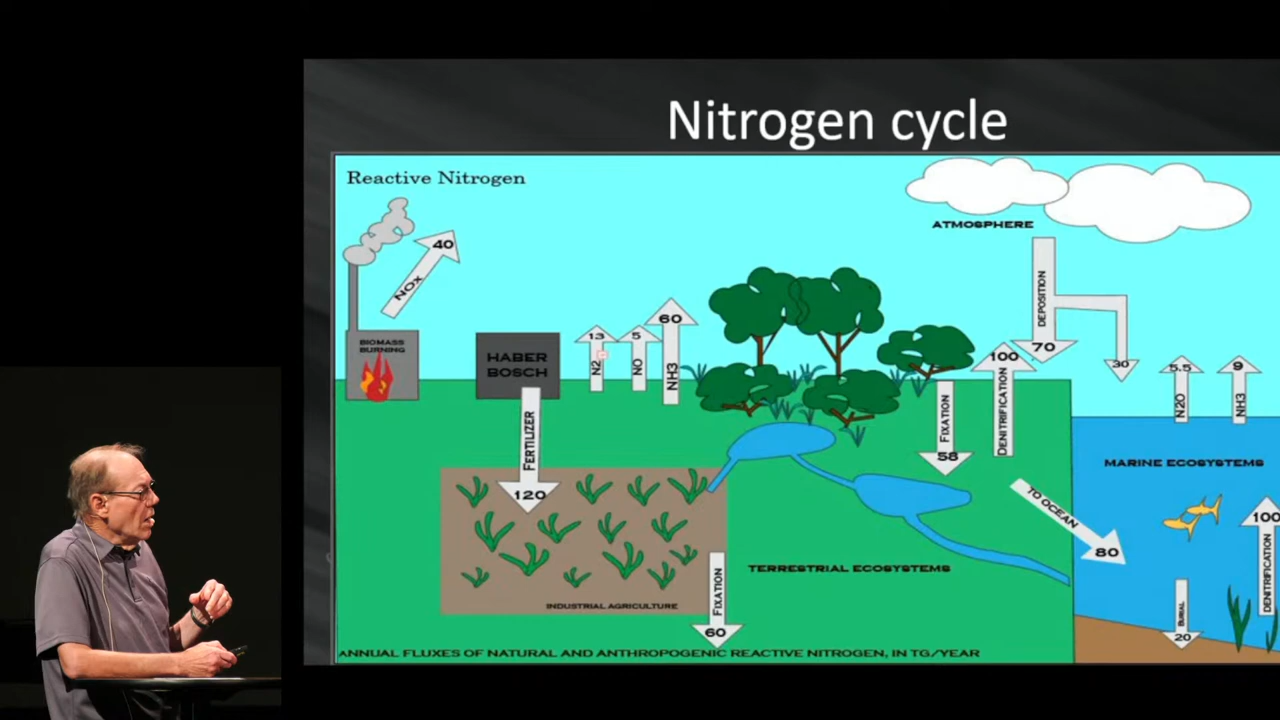 Nitrogen cycle
Reactive Nitrogen
ATMOSPHERE
40
NOX
BIOMASS
BURNING
HABER
BOSCH
13
N2
5
NO
60
NH3
DEPOSITION
70
30
100
DENITRIFICATION
FIXATION
58
5.5
N2O
9
NH3
FERTILIZER
120
MARINE ECOSYSTEMS
TO OCEAN
80
100
DENITRIFICATION
BURIAL
20
TERRESTRIAL ECOSYSTEMS
INDUSTRIAL AGRICULTURE
FIXATION
60
ANNUAL FLUXES OF NATURAL AND ANTHROPOGENIC REACTIVE NITROGEN, IN TG/YEAR